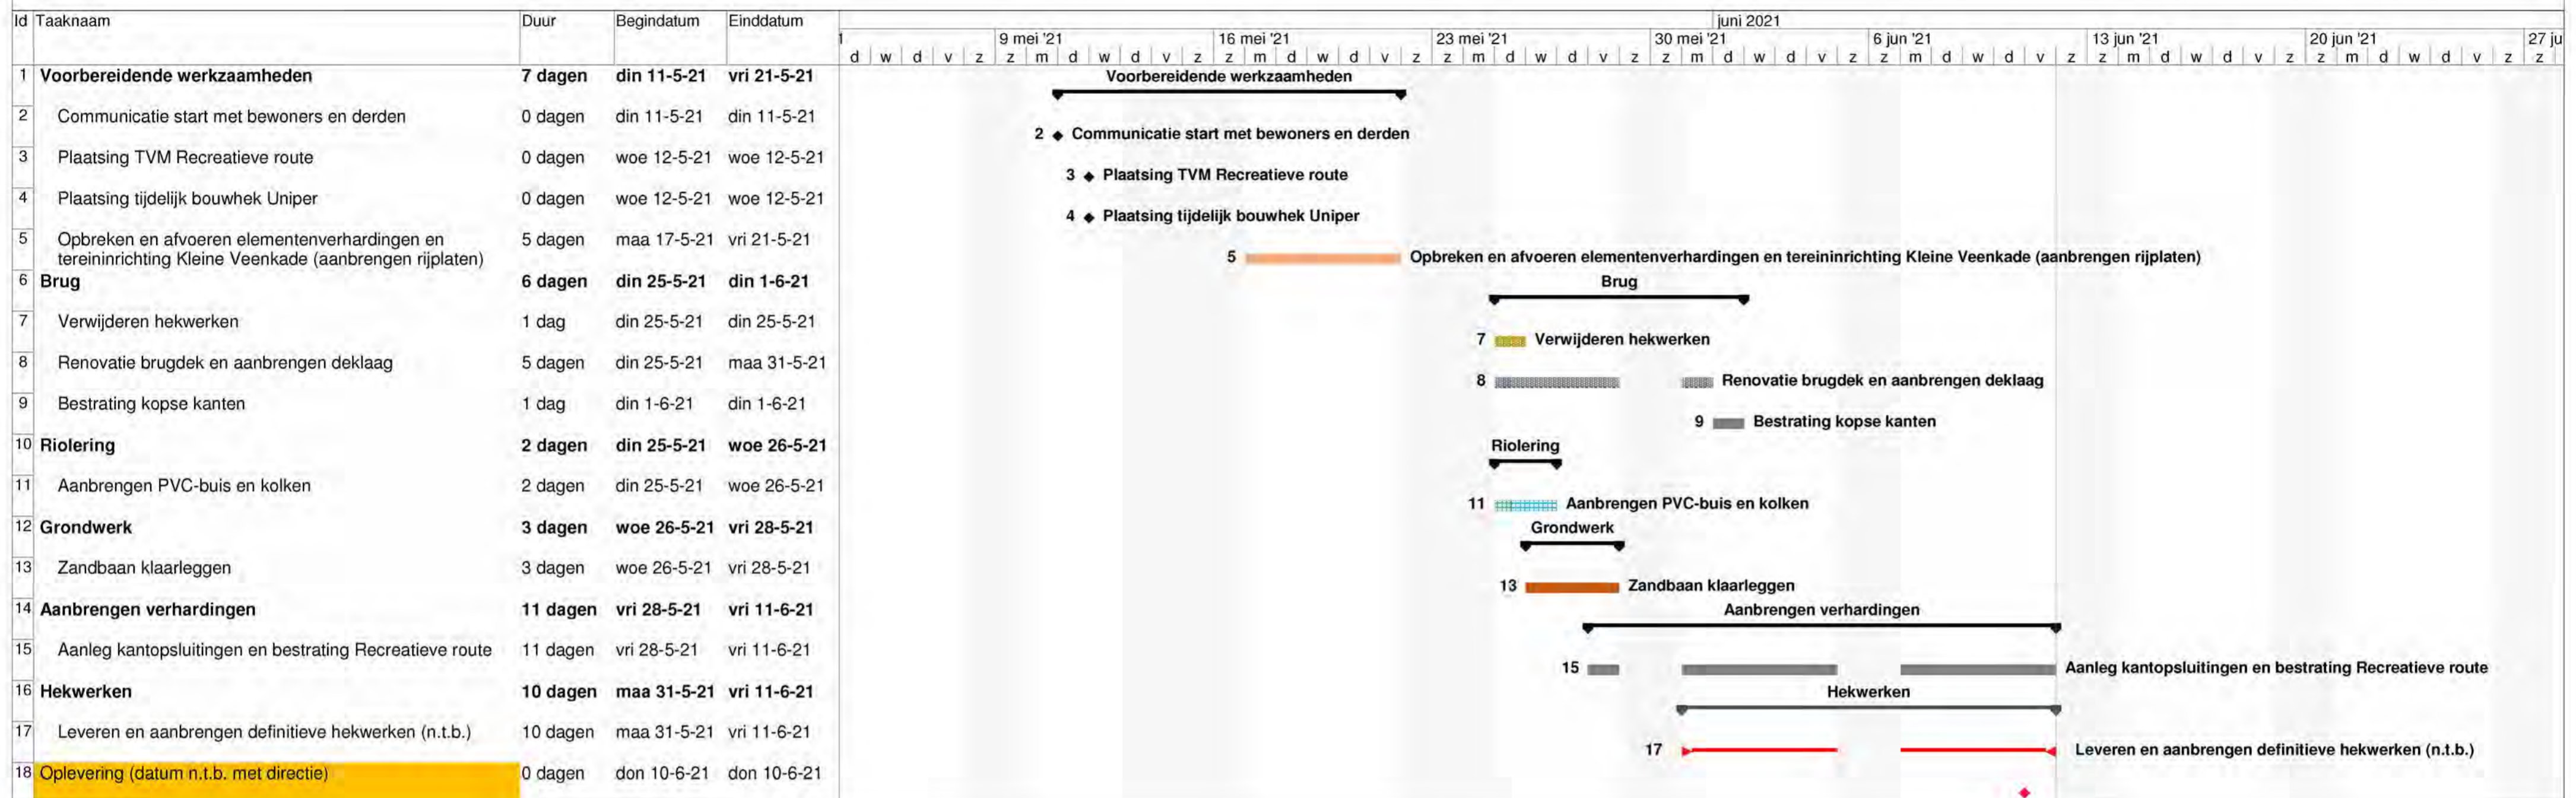 Id Taaknaam Duur Begindatum Einddatum
juni 2021
1 9 mei '21 16 mei '21 23 mei '21 30 mei '21 6 jun '21 13 jun '21 20 jun '21 27 ju
d w d v z z m d w d v z z m d w d v z z m d w d v z z m d w d v z z m d w d v z z m d w d v z z m d w d v z z
1 Voorbereidende werkzaamheden 7 dagen din 11-5-21 vri 21-5-21 Voorbereidende werkzaamheden
2 Communicatie start met bewoners en derden 0 dagen din 11-5-21 din 11-5-21
2 Communicatie start met bewoners en derden
3 Plaatsing TVM Recreatieve route 0 dagen woe 12-5-21 woe 12-5-21
3 Plaatsing TVM Recreatieve route
4 Plaatsing tijdelijk bouwhek Uniper 0 dagen woe 12-5-21 woe 12-5-21
4 Plaatsing tijdelijk bouwhek Uniper
5 Opbreken en afvoeren elementenverhardingen en 5 dagen maa 17-5-21 vri 21-5-21
tereininrichting Kleine Veenkade (aanbrengen rijplaten)
5 Opbreken en afvoeren elementenverhardingen en tereininrichting Kleine Veenkade (aanbrengen rijplaten)
6 Brug 6 dagen din 25-5-21 din 1-6-21 Brug
7 Verwijderen hekwerken 1 dag din 25-5-21 din 25-5-21
7 Verwijderen hekwerken
8 Renovatie brugdek en aanbrengen deklaag 5 dagen din 25-5-21 maa 31-5-21
8 Renovatie brugdek en aanbrengen deklaag
9 Bestrating kopse kanten 1 dag din 1-6-21 din 1-6-21
9 Bestrating kopse kanten
10 Riolering 2 dagen din 25-5-21 woe 26-5-21 Riolering
11 Aanbrengen PVC-buis en kolken 2 dagen din 25-5-21 woe 26-5-21
11 Aanbrengen PVC-buis en kolken
12 Grondwerk 3 dagen woe 26-5-21 vri 28-5-21 Grondwerk
13 Zandbaan klaarleggen 3 dagen woe 26-5-21 vri 28-5-21
13 Zandbaan klaarleggen
14 Aanbrengen verhardingen 11 dagen vri 28-5-21 vri 11-6-21 Aanbrengen verhardingen
15 Aanleg kantopsluitingen en bestrating Recreatieve route 11 dagen vri 28-5-21 vri 11-6-21
15 Aanleg kantopsluitingen en bestrating Recreatieve route
16 Hekwerken 10 dagen maa 31-5-21 vri 11-6-21 Hekwerken
17 Leveren en aanbrengen definitieve hekwerken (n.t.b.) 10 dagen maa 31-5-21 vri 11-6-21
17 Leveren en aanbrengen definitieve hekwerken (n.t.b.)
18 Oplevering (datum n.t.b. met directie) 0 dagen don 10-6-21 don 10-6-21